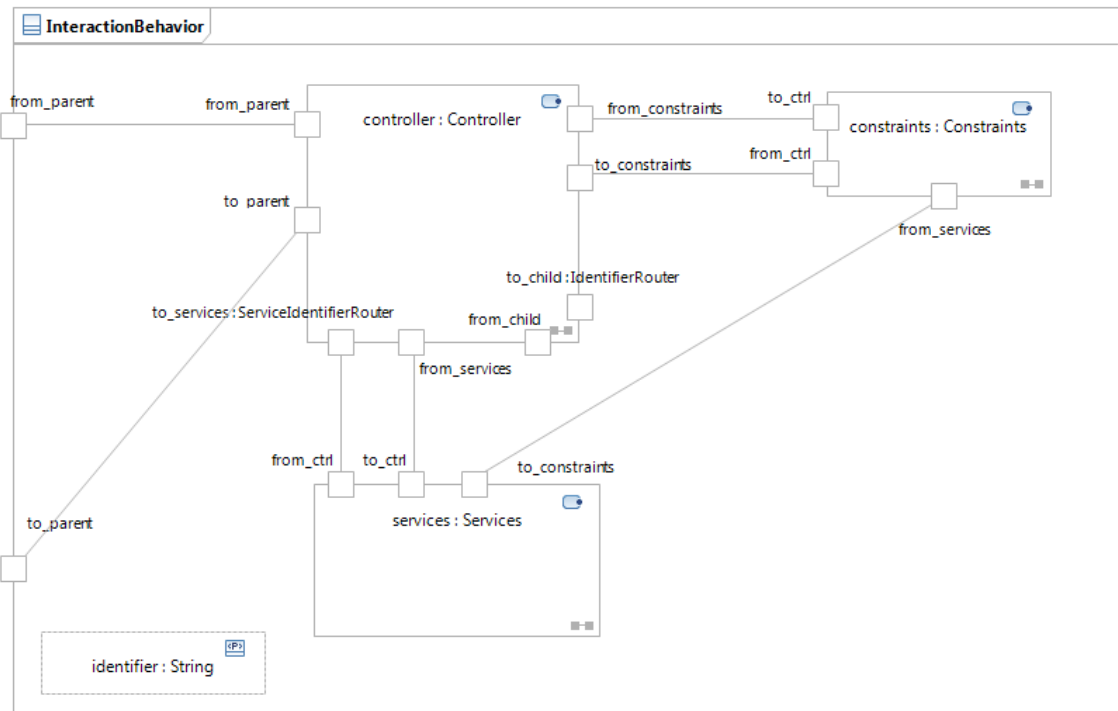 InteractionBehavior
from_parent
from_parent
controller : Controller
from_constraints
to_ctrl
constraints : Constraints
to_constraints
from_ctrl
to_parent
from_services
to_child :IdentifierRouter
to_services :ServiceIdentifierRouter
from_child
from_services
from_ctrl
to_ctrl
to_constraints
services : Services
to_parent
<P>
identifier : String